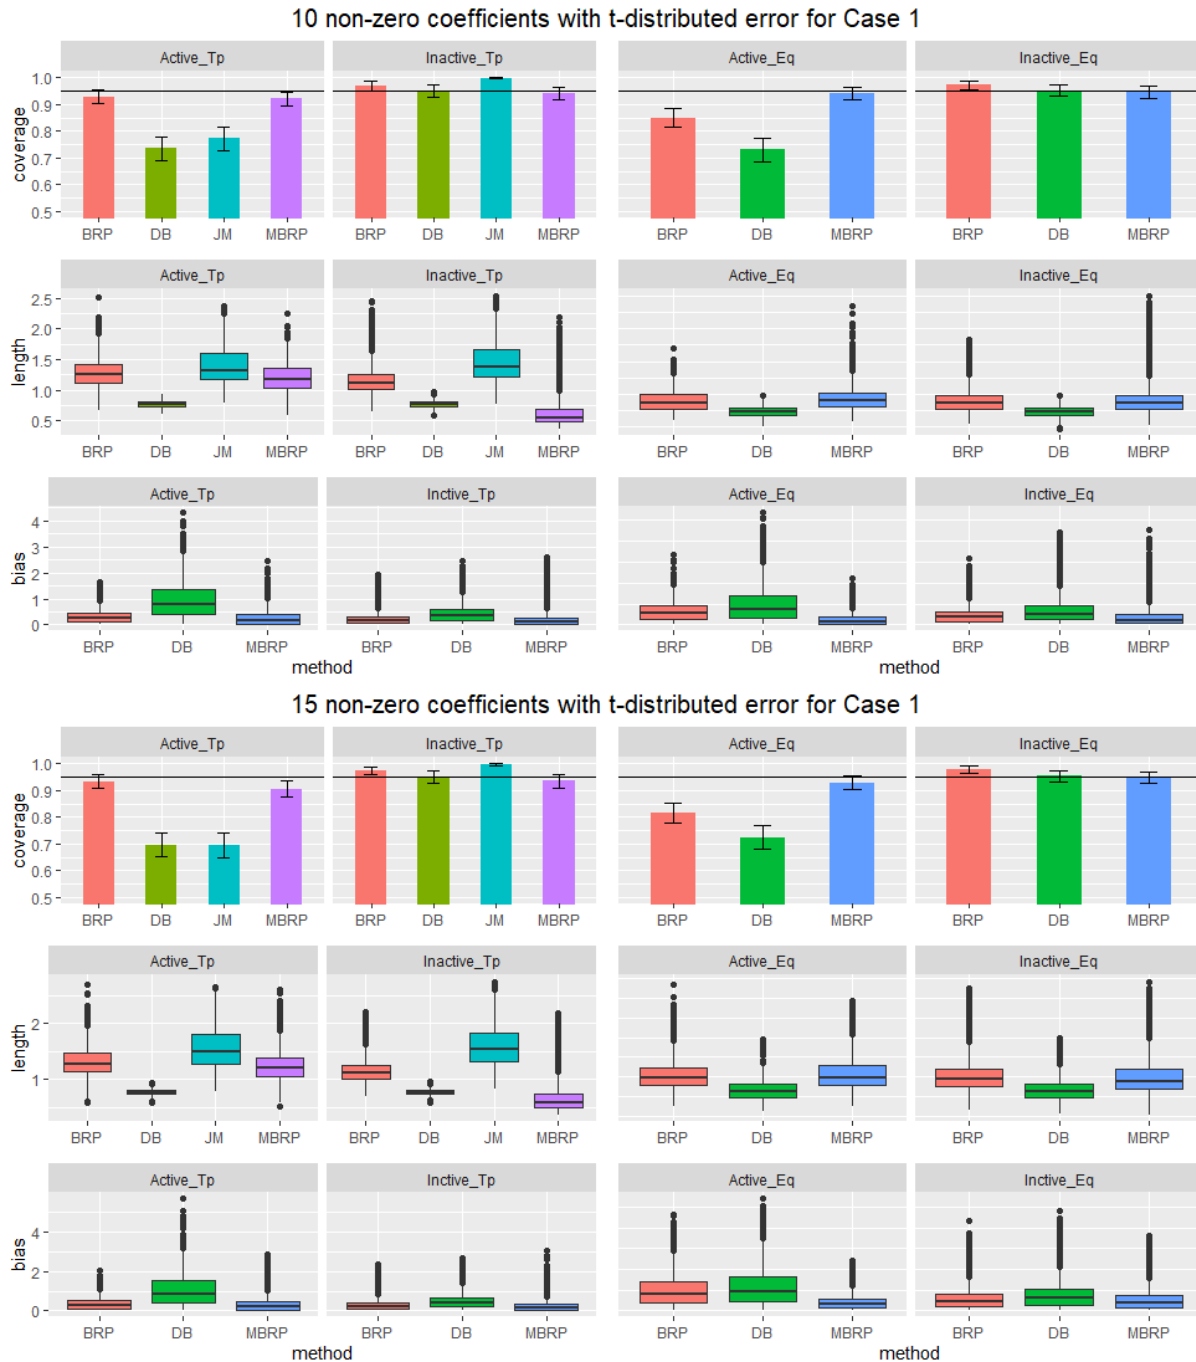 10 non-zero coefficients with t-distributed error for Case 1
Active_Tp Inactive_Tp Active_Eq Inactive_Eq
coverage
1.0
0.9
0.8
0.7
0.6
0.5
BRP DB JM MBRP BRP DB JM MBRP BRP DB MBRP BRP DB MBRP
Active_Tp Inactive_Tp Active_Eq Inactive_Eq
length
2.5
2.0
1.5
1.0
0.5
BRP DB JM MBRP BRP DB JM MBRP BRP DB MBRP BRP DB MBRP
Active_Tp Inctive_Tp Active_Eq Inctive_Eq
bias
4
3
2
1
0
BRP DB MBRP BRP DB MBRP BRP DB MBRP BRP DB MBRP
method method
15 non-zero coefficients with t-distributed error for Case 1
Active_Tp Inactive_Tp Active_Eq Inactive_Eq
coverage
1.0
0.9
0.8
0.7
0.6
0.5
BRP DB JM MBRP BRP DB JM MBRP BRP DB MBRP BRP DB MBRP
Active_Tp Inactive_Tp Active_Eq Inactive_Eq
length
2
1
BRP DB JM MBRP BRP DB JM MBRP BRP DB MBRP BRP DB MBRP
Active_Tp Inctive_Tp Active_Eq Inctive_Eq
bias
4
2
0
BRP DB MBRP BRP DB MBRP BRP DB MBRP BRP DB MBRP
method method